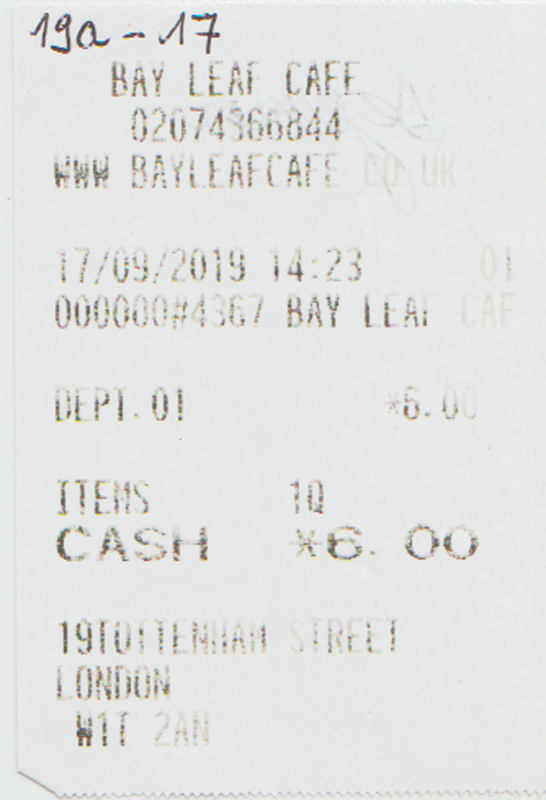 19a-17
BAY LEAF CAFE
02074366844
WWW BAYLEAFCAFE CO UK
17/09/2019 14:23 01
000000#4367 BAY LEAF CAF
DEPT.01 *6.00
ITEMS 1Q
CASH *6.00
19TOTTENHAM STREET
LONDON
W1T 2AN